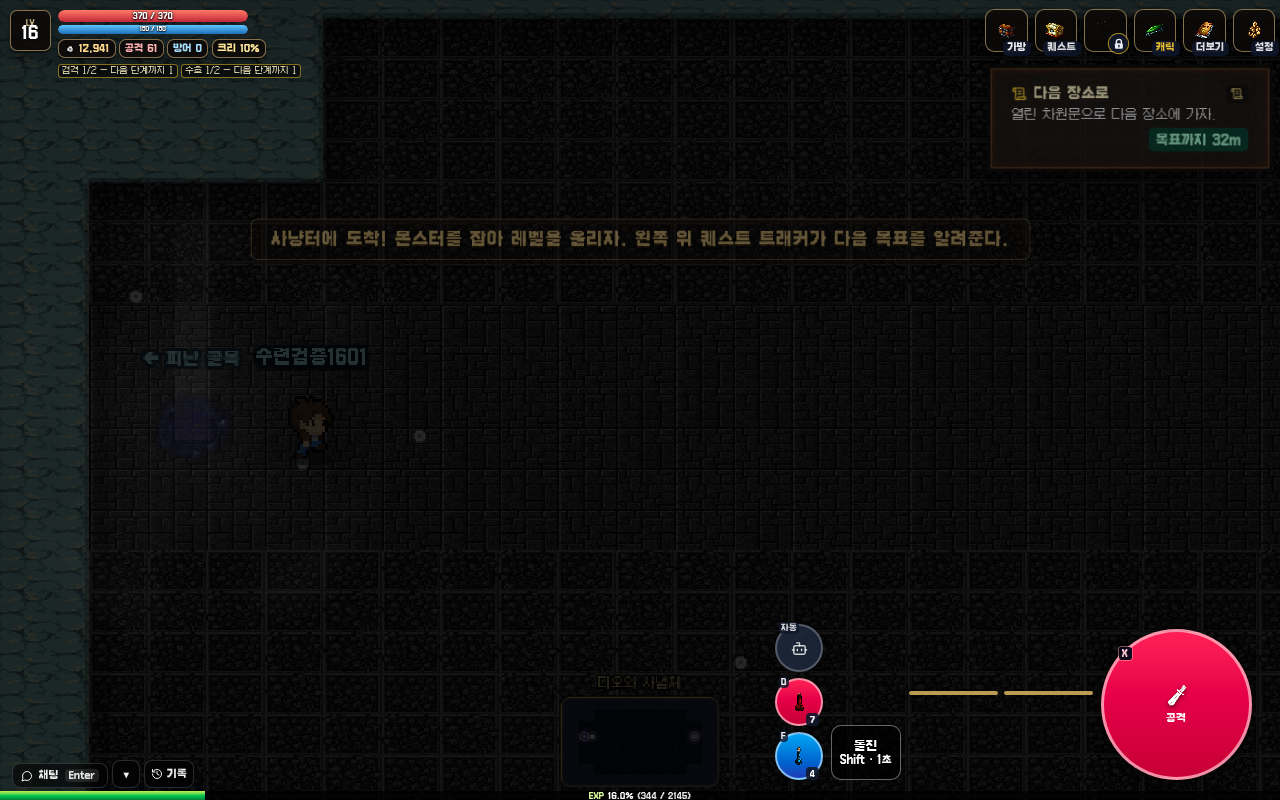 LV
16
370 / 370
150 / 150
12,941
공격 61
방어 0
크리 10%
검격 1/2 — 다음 단계까지 1
수호 1/2 — 다음 단계까지 1
가방
퀘스트
캐릭
더보기
설정
다음 장소로
열린 차원문으로 다음 장소에 가자.
목표까지 32m
사냥터에 도착! 몬스터를 잡아 레벨을 올리자. 왼쪽 위 퀘스트 트래커가 다음 목표를 알려준다.
← 피난 골목
수련검증1601
자동
D
7
F
4
돌진
Shift · 1초
X
공격
채팅 Enter
▼
기록
EXP 16.0% (344 / 2145)